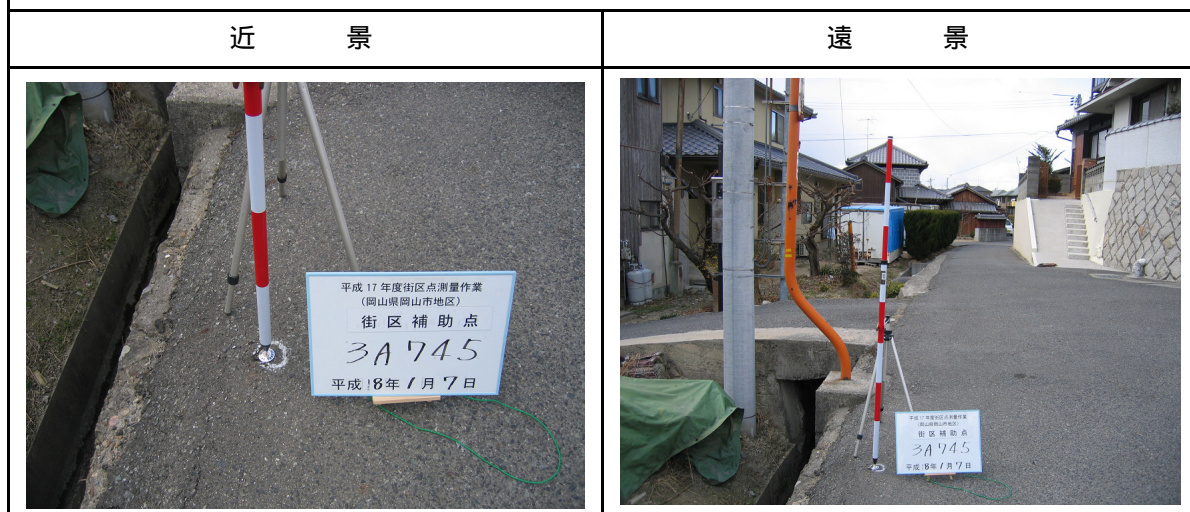 近景
遠景
平成17年度街区点測量作業
(岡山県岡山市地区)
街区補助点
3A745
平成18年1月7日
平成17年度街区点測量作業
(岡山県岡山市地区)
街区補助点
3A745
平成18年1月7日